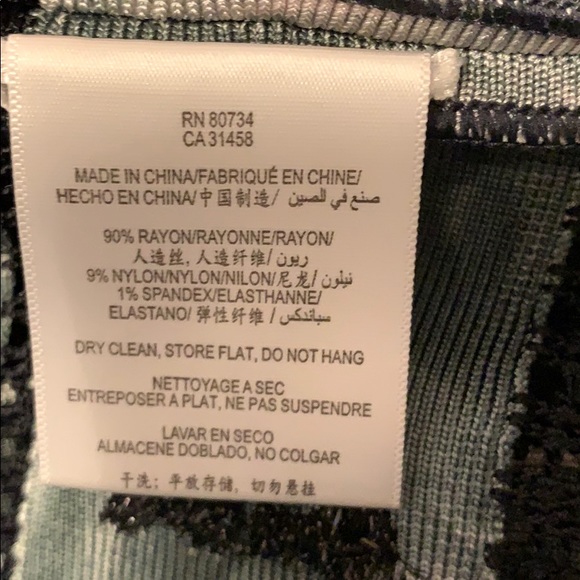 RN 80734
CA 31458
MADE IN CHINA/FABRIQUÉ EN CHINE/
HECHO EN CHINA/中国制造/ صنع في الصين
90% RAYON/RAYONNE/RAYON/
人造丝, 人造纤维/ ريون/
9% NYLON/NYLON/NILON/尼龙/ نيلون/
1% SPANDEX/ELASTHANNE/
ELASTANO/ 弹性纤维 / سباندكس
DRY CLEAN, STORE FLAT, DO NOT HANG
NETTOYAGE A SEC
ENTREPOSER A PLAT, NE PAS SUSPENDRE
LAVAR EN SECO
ALMACENE DOBLADO, NO COLGAR
干洗; 平放存储, 切勿悬挂